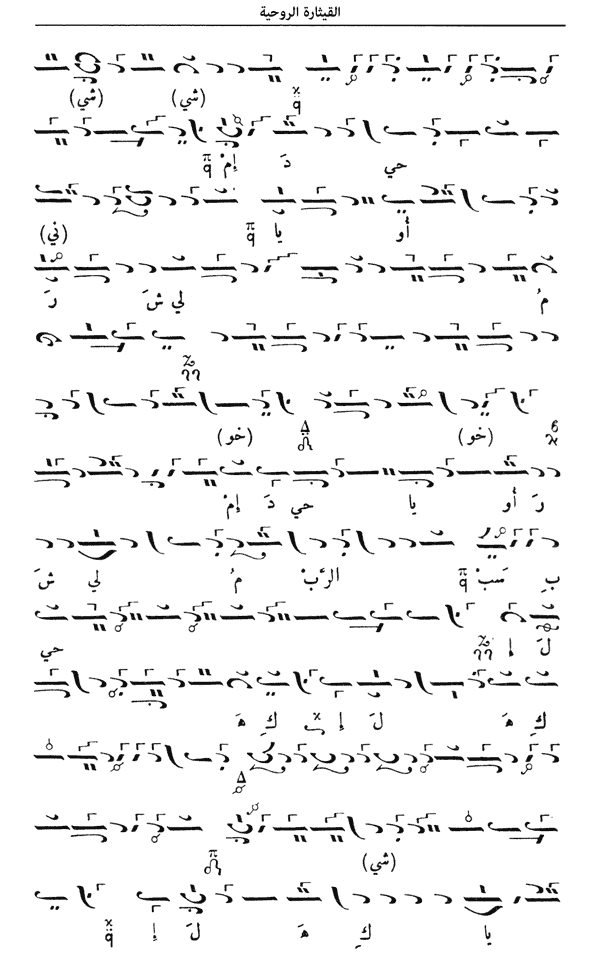 القيثارة الروحية
(شي) (شي)
حي دَ إِمْ
أو يا (ني)
مُ لي شَ رَ
(خو) (خو)
رَ أو يا حي دَ إمْ
بِ سَبْ الرَّبْ مُ لي شَ
لَ إ حي
كِ هَ لَ إ كِ هَ
(شي)
يا كِ هَ لَ إِ